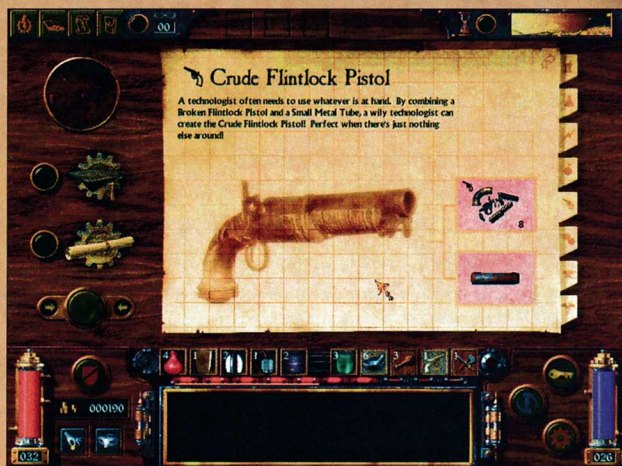 00
Crude Flintlock Pistol
A technologist often needs to use whatever is at hand. By combining a
Broken Flintlock Pistol and a Small Metal Tube, a wily technologist can
create the Crude Flintlock Pistol! Perfect when there's just nothing
else around!
8
4 1 2 1 2 3 6 3
000190
032
026